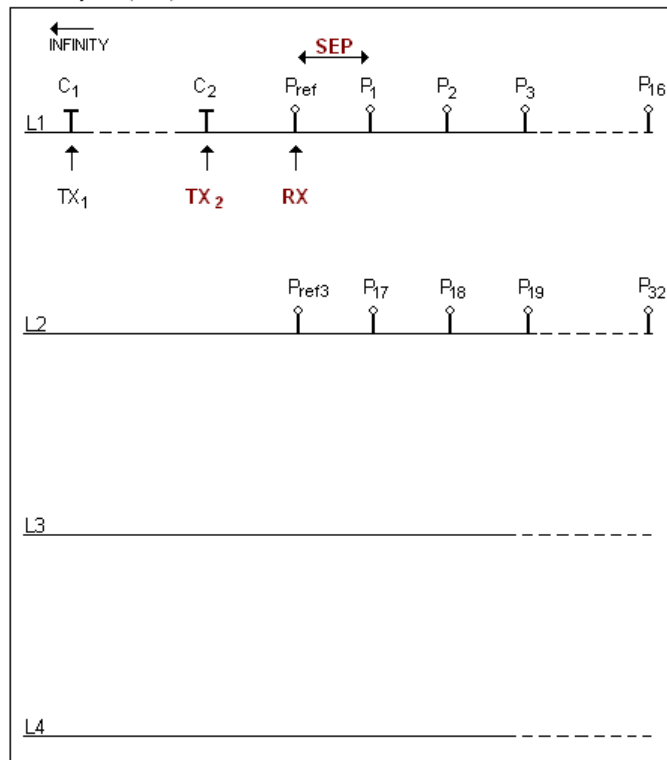 INFINITY
SEP
C1 C2 Pref P1 P2 P3 P16
L1
TX1 TX2 RX
Pref3 P17 P18 P19 P32
L2
L3
L4